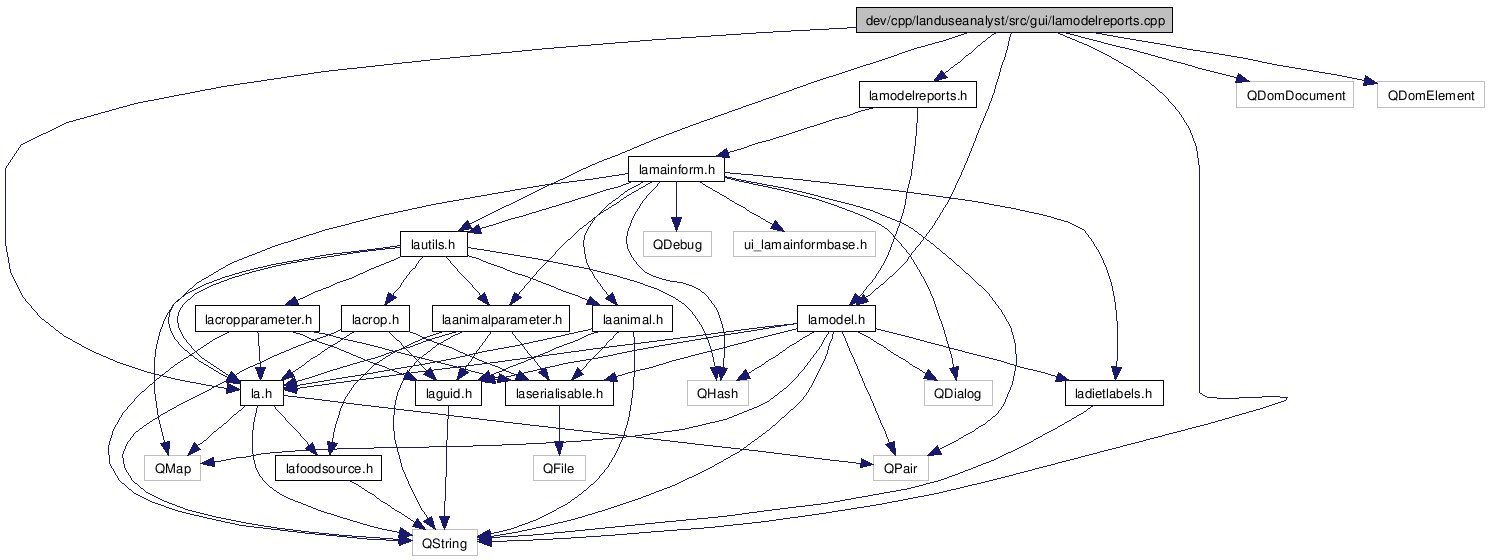 dev/cpp/landuseanalyst/src/gui/lamodelreports.cpp
lamodelreports.h
QDomDocument
QDomElement
lamainform.h
lautils.h
QDebug
ui_lamainformbase.h
lacropparameter.h
lacrop.h
laanimalparameter.h
laanimal.h
lamodel.h
la.h
laguid.h
laserialisable.h
QHash
QDialog
ladietlabels.h
QMap
lafoodsource.h
QFile
QPair
QString